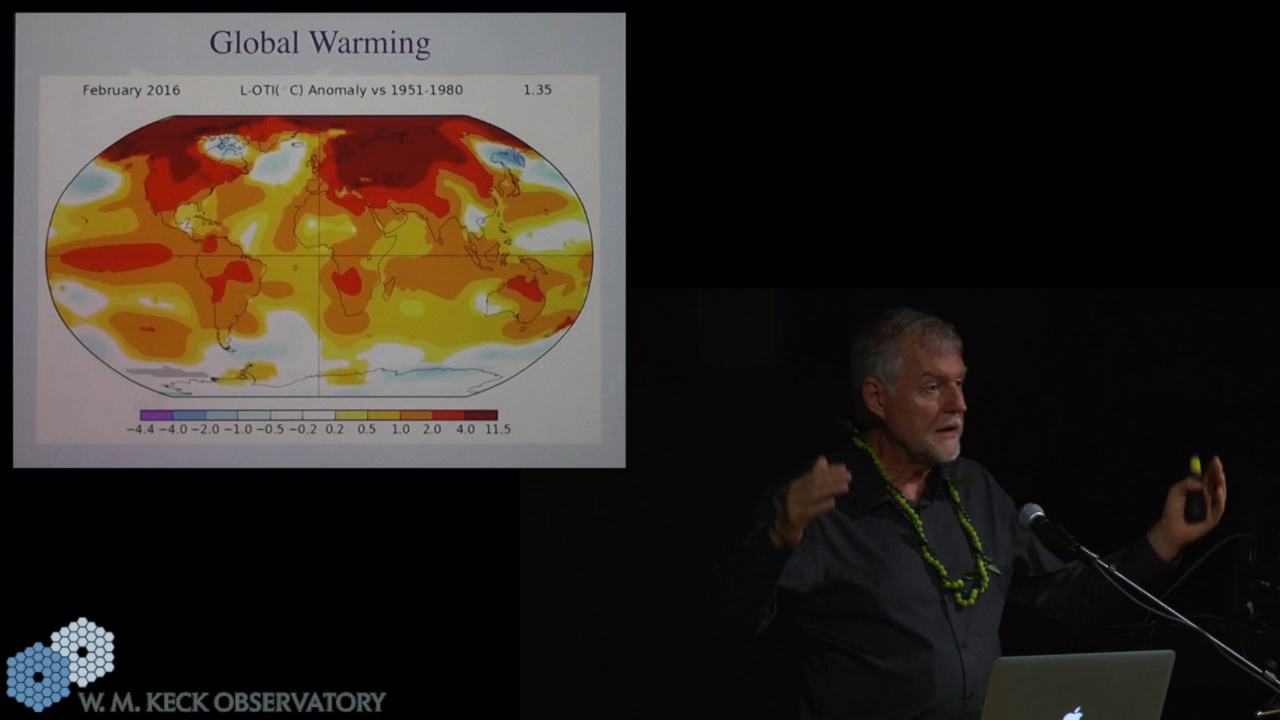 Global Warming
February 2016 L-OTI(°C) Anomaly vs 1951-1980 1.35
−4.4 −4.0 −2.0 −1.0 −0.5 −0.2 0.2 0.5 1.0 2.0 4.0 11.5
W. M. KECK OBSERVATORY